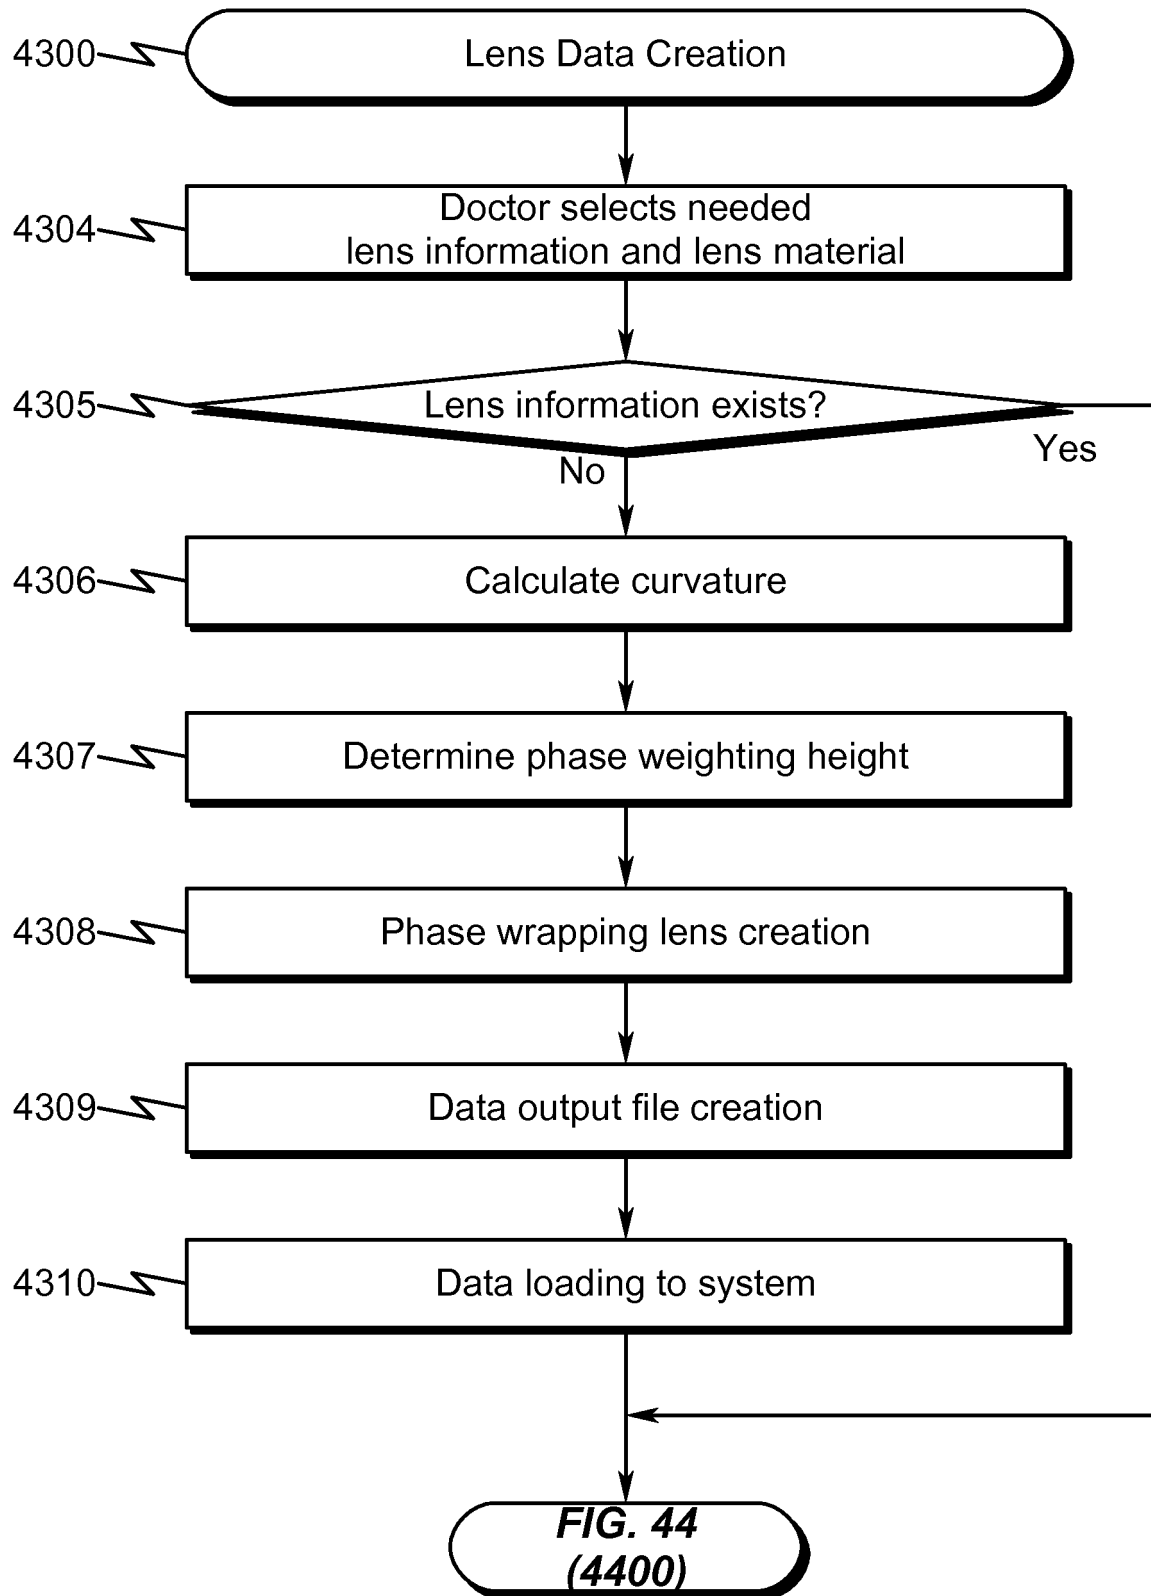 4300
Lens Data Creation
4304
Doctor selects needed
lens information and lens material
4305
Lens information exists?
Yes
No
4306
Calculate curvature
4307
Determine phase weighting height
4308
Phase wrapping lens creation
4309
Data output file creation
4310
Data loading to system
FIG. 44
(4400)